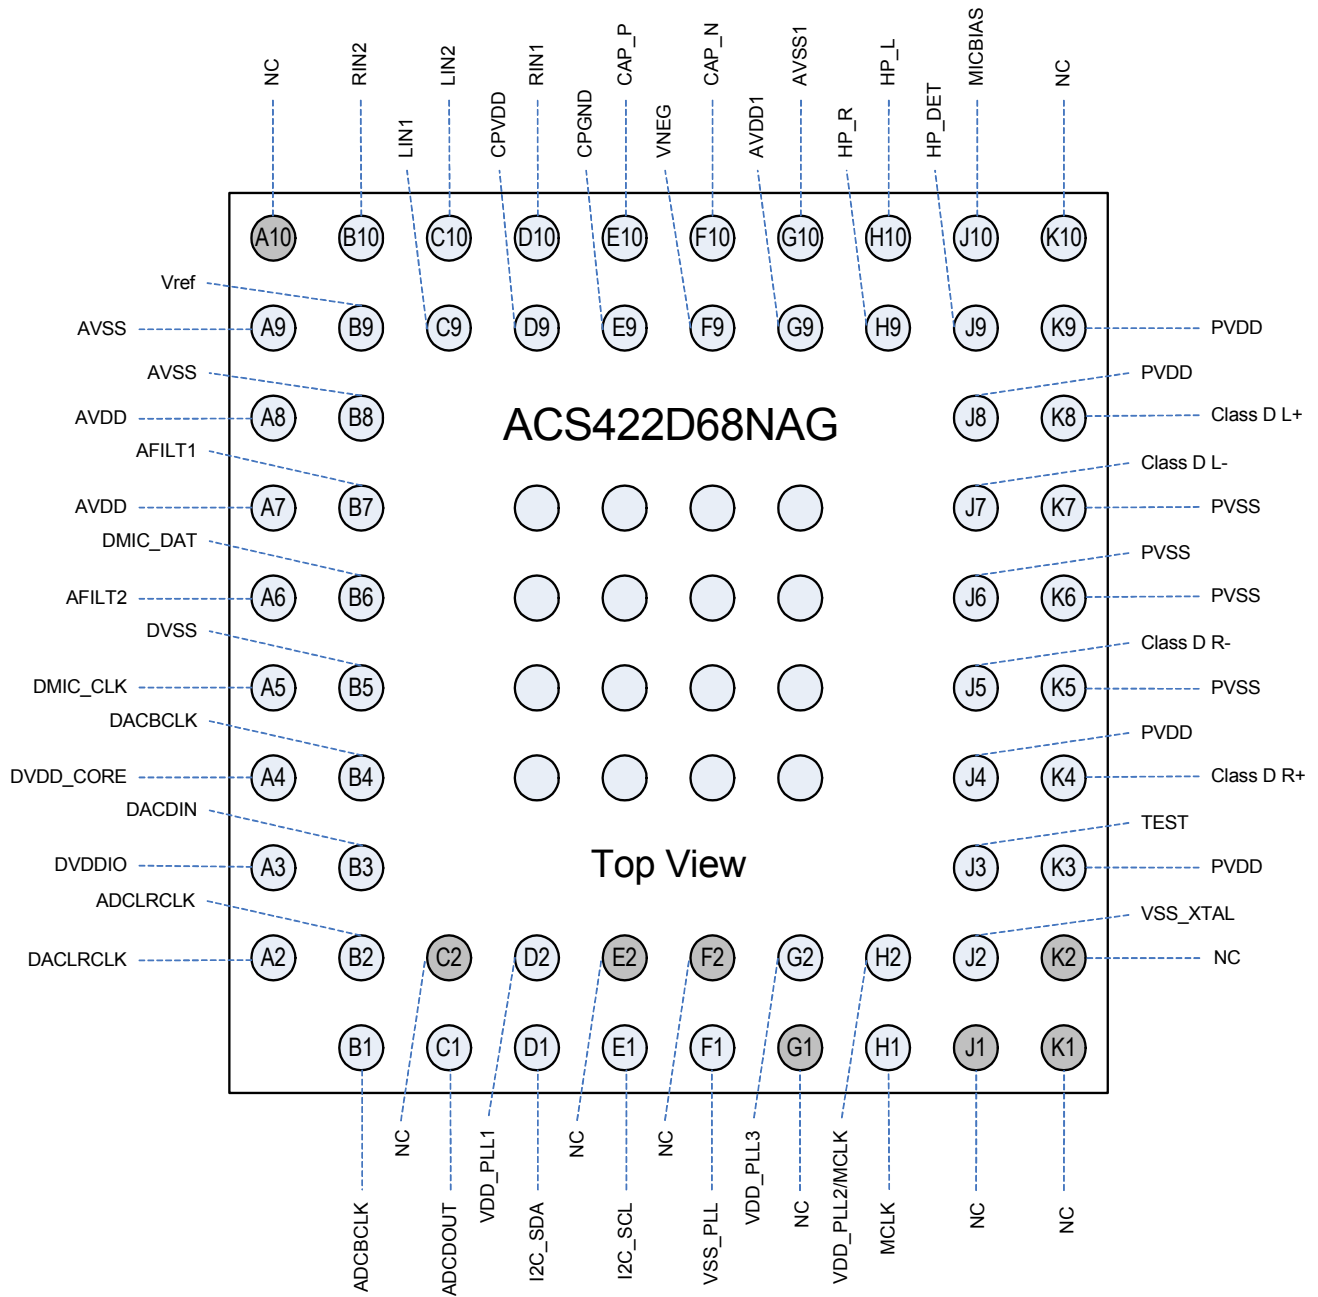 NC
RIN2
LIN2
RIN1
CAP_P
CAP_N
AVSS1
HP_L
MICBIAS
NC
LIN1
CPVDD
CPGND
VNEG
AVDD1
HP_R
HP_DET
A10 B10 C10 D10 E10 F10 G10 H10 J10 K10
Vref
AVSS A9 B9 C9 D9 E9 F9 G9 H9 J9 K9 PVDD
AVSS PVDD
AVDD A8 B8 ACS422D68NAG J8 K8 Class D L+
AFILT1 Class D L-
AVDD A7 B7 J7 K7 PVSS
DMIC_DAT PVSS
AFILT2 A6 B6 J6 K6 PVSS
DVSS Class D R-
DMIC_CLK A5 B5 J5 K5 PVSS
DACBCLK PVDD
DVDD_CORE A4 B4 J4 K4 Class D R+
DACDIN TEST
DVDDIO A3 B3 Top View J3 K3 PVDD
ADCLRCLK VSS_XTAL
DACLRCLK A2 B2 C2 D2 E2 F2 G2 H2 J2 K2 NC
B1 C1 D1 E1 F1 G1 H1 J1 K1
NC
VDD_PLL1
NC
NC
VDD_PLL3
VDD_PLL2/MCLK
ADCBCLK
ADCDOUT
I2C_SDA
I2C_SCL
VSS_PLL
NC
MCLK
NC
NC